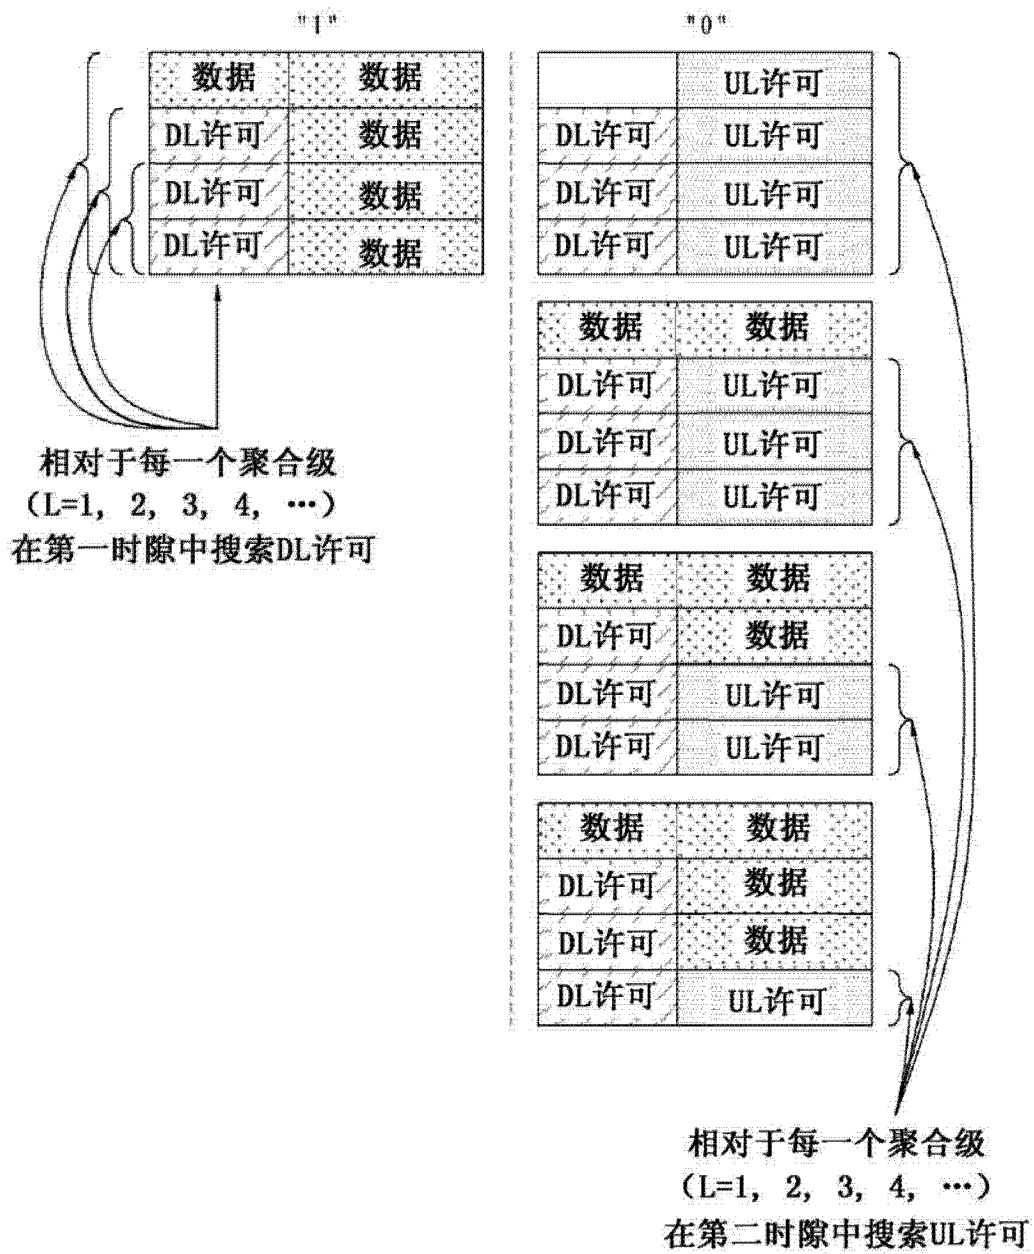 "1"
"0"
数据 数据
DL许可 数据
DL许可 数据
DL许可 数据
相对于每一个聚合级
(L=1, 2, 3, 4, …)
在第一时隙中搜索DL许可
UL许可
DL许可 UL许可
DL许可 UL许可
DL许可 UL许可
数据 数据
DL许可 UL许可
DL许可 UL许可
DL许可 UL许可
数据 数据
DL许可 数据
DL许可 UL许可
DL许可 UL许可
数据 数据
DL许可 数据
DL许可 数据
DL许可 UL许可
相对于每一个聚合级
(L=1, 2, 3, 4, …)
在第二时隙中搜索UL许可